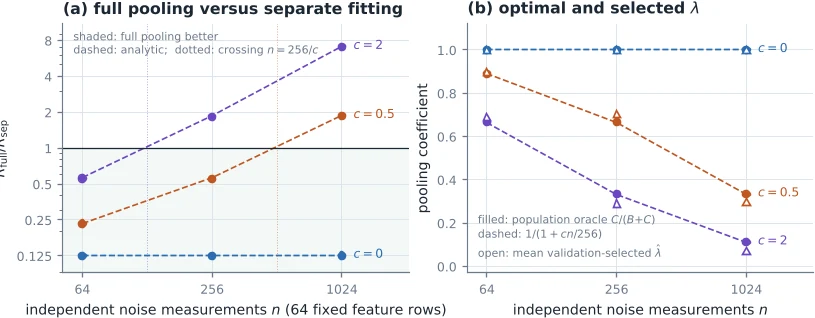 (a) full pooling versus separate fitting
shaded: full pooling better
dashed: analytic; dotted: crossing n = 256/c
8
4
2
1
0.5
0.25
0.125
c = 2
c = 0.5
c = 0
64
256
1024
independent noise measurements n (64 fixed feature rows)
(b) optimal and selected λ
pooling coefficient
1.0
0.8
0.6
0.4
0.2
0.0
c = 0
c = 0.5
c = 2
filled: population oracle C/(B+C)
dashed: 1/(1 + cn/256)
open: mean validation-selected λ̂
64
256
1024
independent noise measurements n